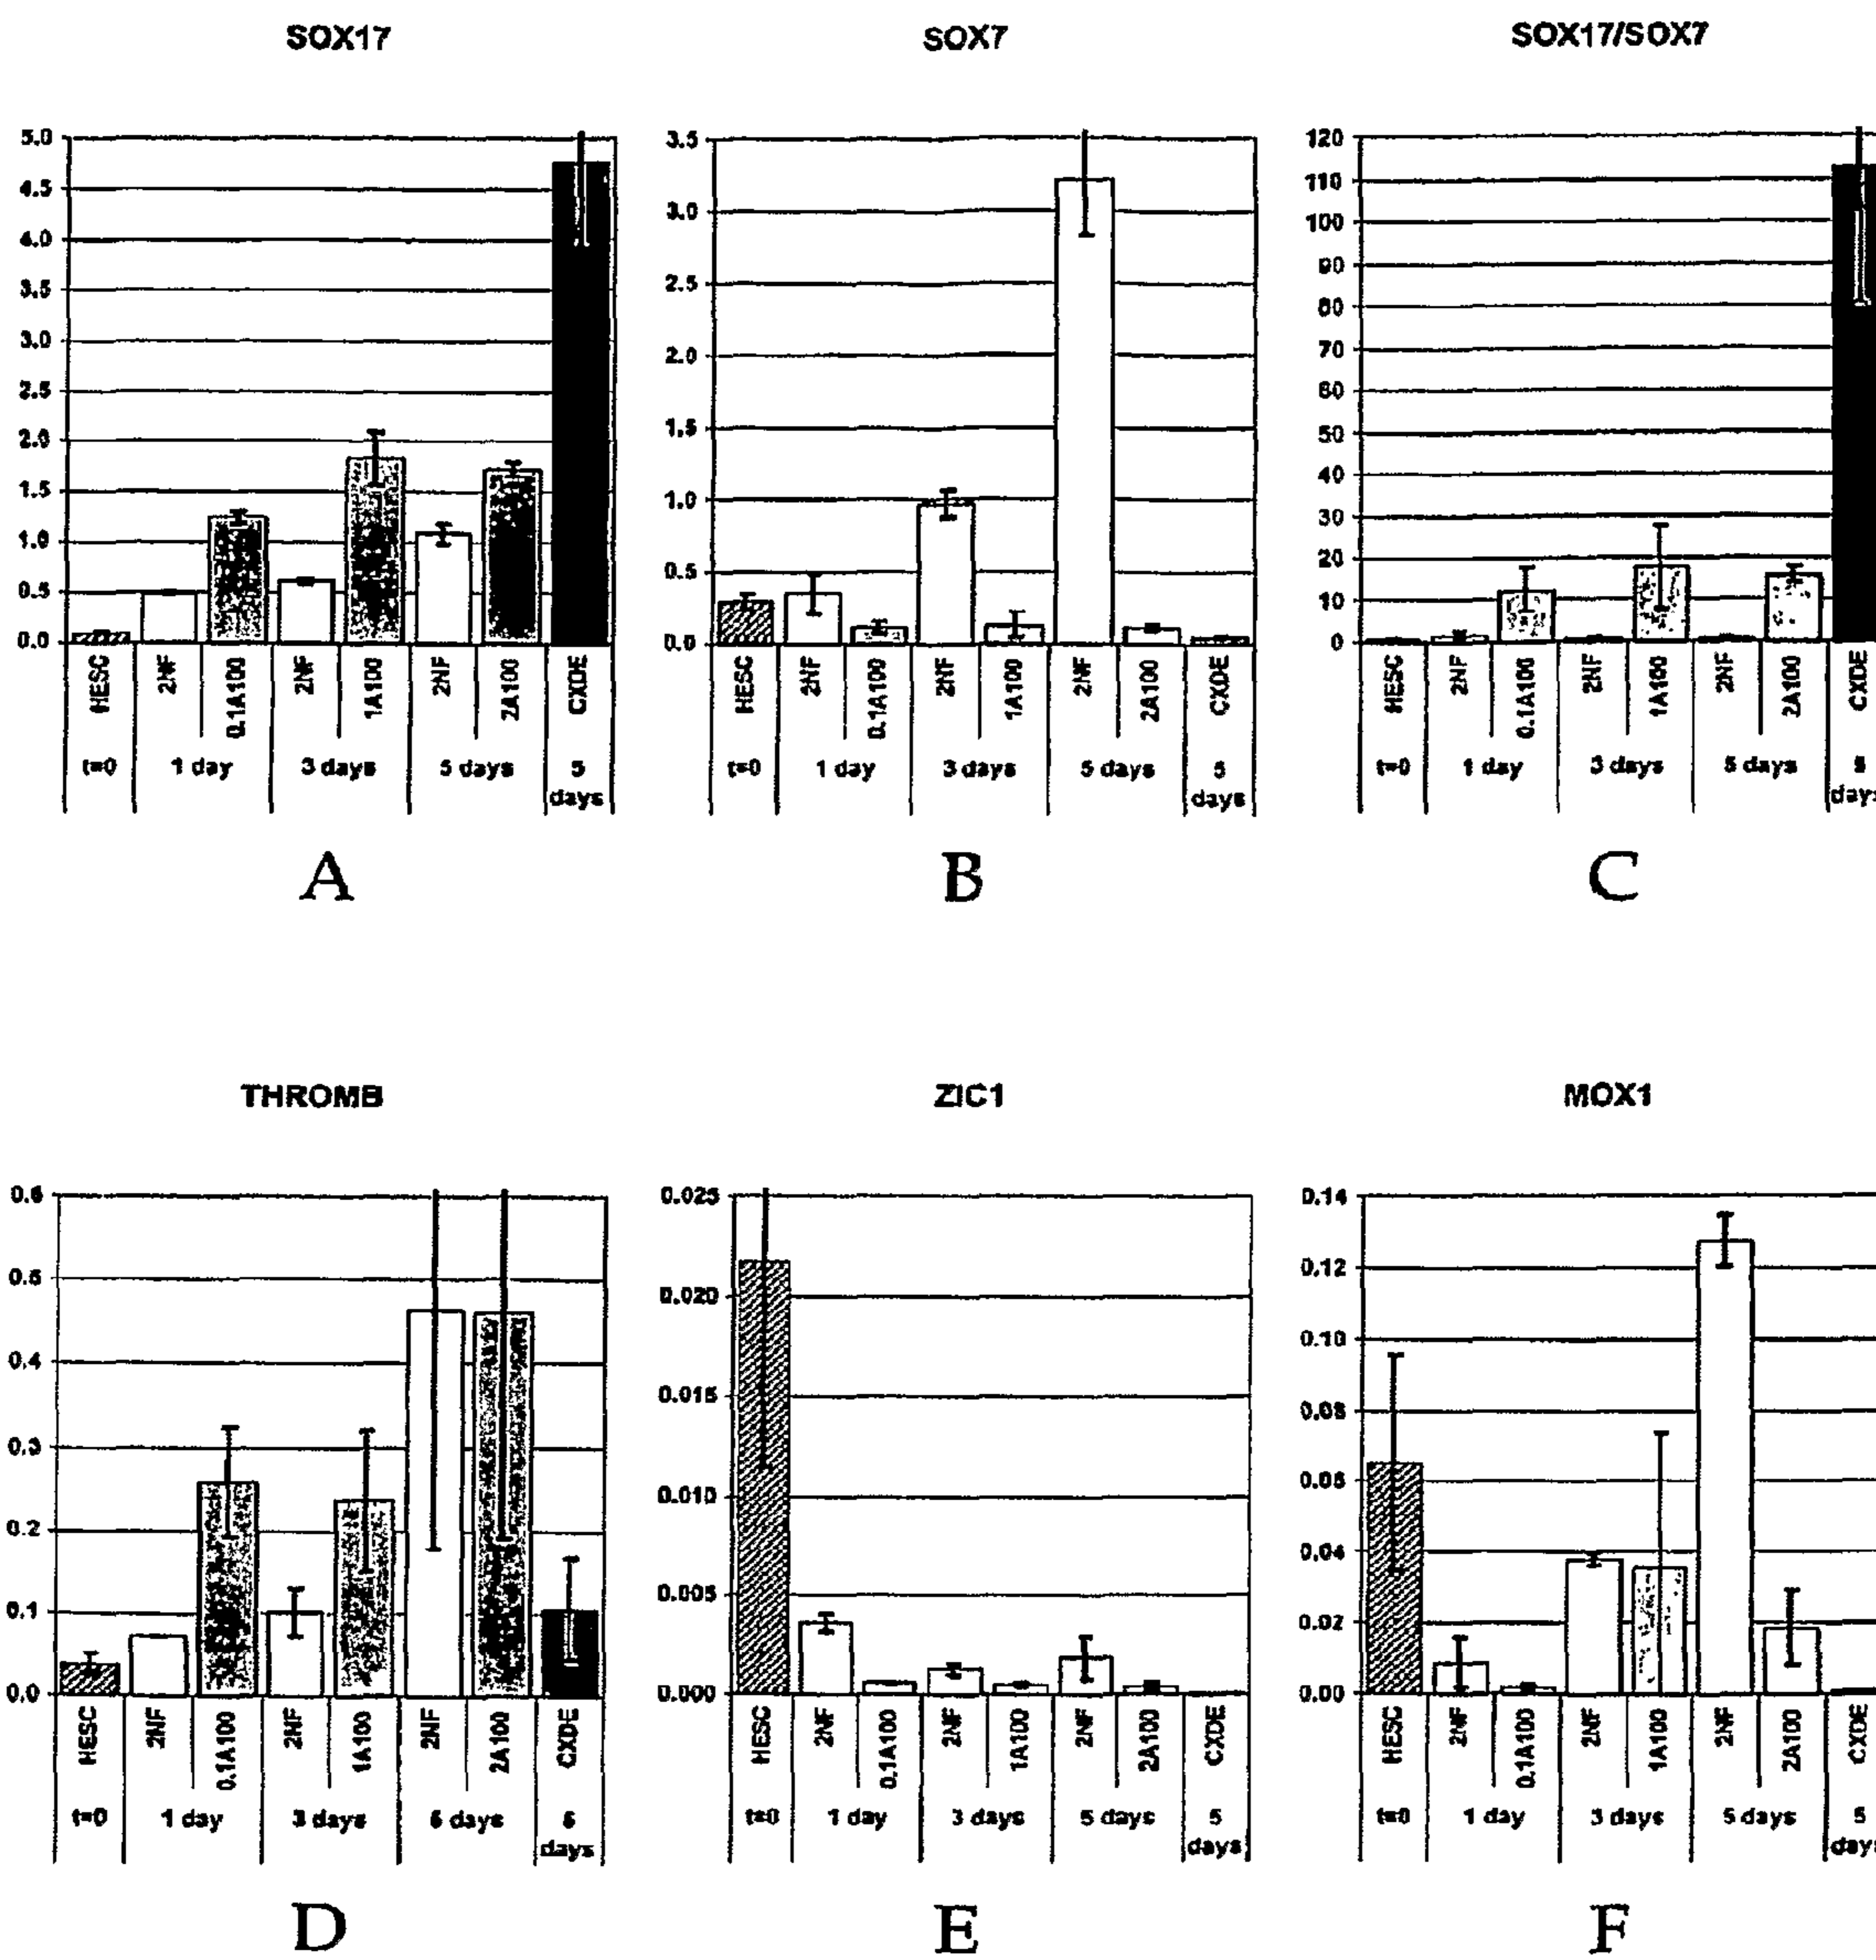 SOX17
5.0
4.5
4.0
3.5
3.0
2.5
2.0
1.5
1.0
0.5
0.0
HESC 2NF 0.1A100 2NF 1A100 2NF 2A100 CXDE
t=0 1 day 3 days 5 days 5
days
A
SOX7
3.5
3.0
2.5
2.0
1.5
1.0
0.5
0.0
HESC 2NF 0.1A100 2NF 1A100 2NF 2A100 CXDE
t=0 1 day 3 days 5 days 5
days
B
SOX17/SOX7
120
110
100
90
80
70
60
50
40
30
20
10
0
HESC 2NF 0.1A100 2NF 1A100 2NF 2A100 CXDE
t=0 1 day 3 days 5 days 5
days
C
THROMB
0.6
0.5
0.4
0.3
0.2
0.1
0.0
HESC 2NF 0.1A100 2NF 1A100 2NF 2A100 CXDE
t=0 1 day 3 days 5 days 5
days
D
ZIC1
0.025
0.020
0.015
0.010
0.005
0.000
HESC 2NF 0.1A100 2NF 1A100 2NF 2A100 CXDE
t=0 1 day 3 days 5 days 5
days
E
MOX1
0.14
0.12
0.10
0.08
0.06
0.04
0.02
0.00
HESC 2NF 0.1A100 2NF 1A100 2NF 2A100 CXDE
t=0 1 day 3 days 5 days 5
days
F